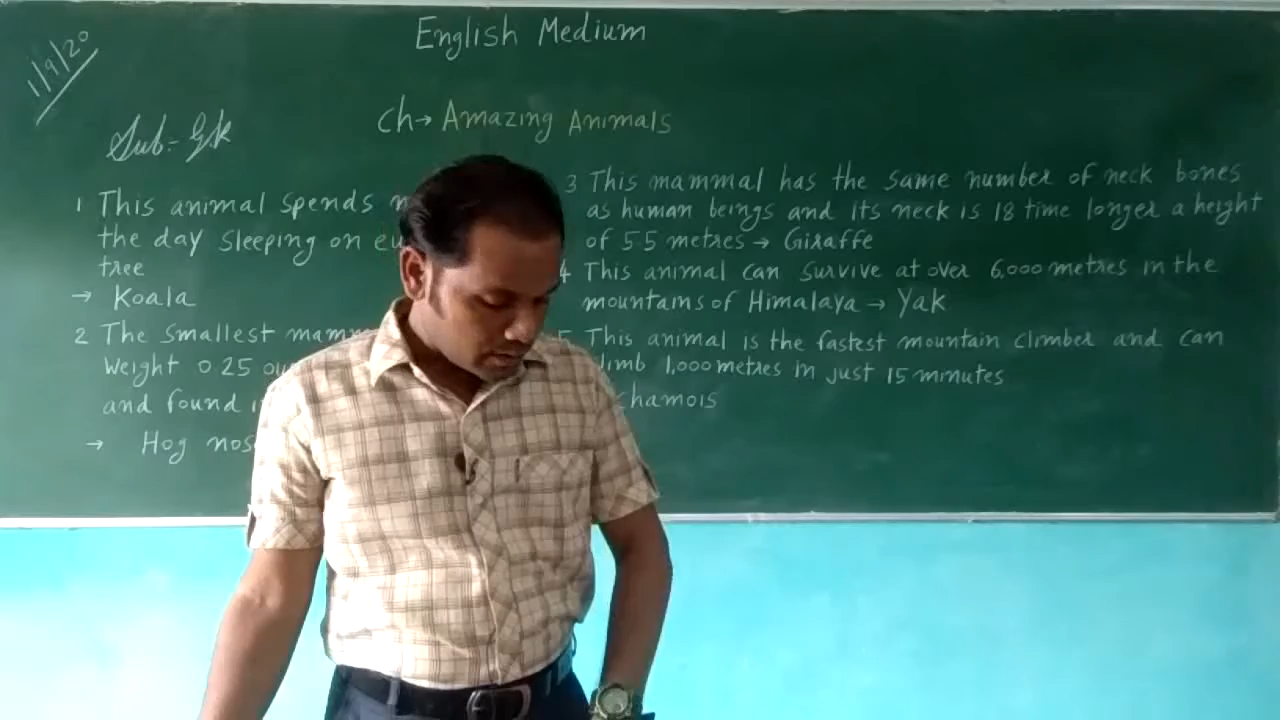 1/9/20
English Medium
Sub:- Gk
Ch→ Amazing Animals
1 This animal spends
the day sleeping on
tree
→ Koala
2 The smallest
Weight 0.25
and found
→ Hog
3 This mammal has the same number of neck bones
as human beings and its neck is 18 time longer a height
of 5.5 metres → Giraffe
4 This animal can survive at over 6,000 metres in the
mountains of Himalaya → Yak
5 This animal is the fastest mountain climber and can
1,000 metres in just 15 minutes
chamois